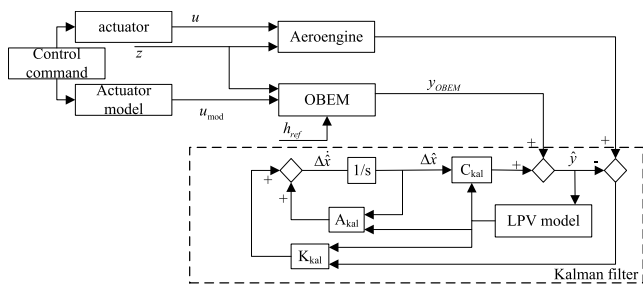 actuator
u
Aeroengine
z
Control
command
Actuator
model
u_mod
OBEM
y_OBEM
h_ref
+
+
+
Δx̂̇
1/s
Δx̂
C_kal
+
ŷ
-
+
A_kal
LPV model
K_kal
Kalman filter